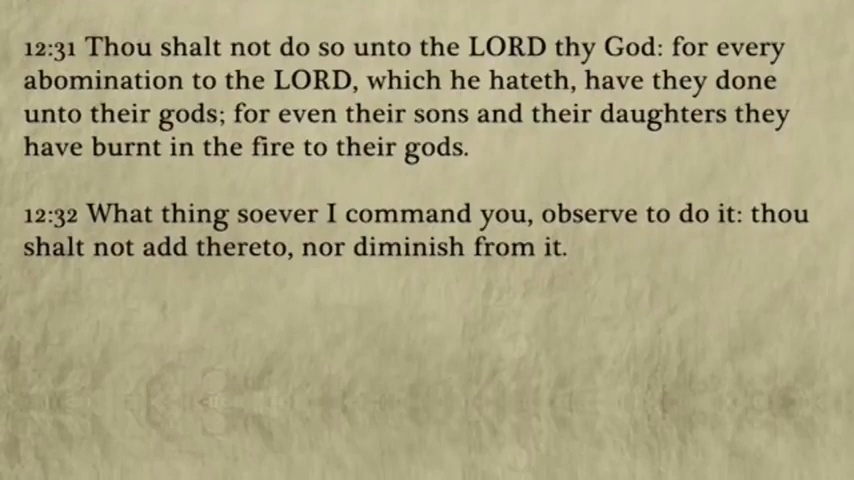 12:31 Thou shalt not do so unto the LORD thy God: for every
abomination to the LORD, which he hateth, have they done
unto their gods; for even their sons and their daughters they
have burnt in the fire to their gods.
12:32 What thing soever I command you, observe to do it: thou
shalt not add thereto, nor diminish from it.